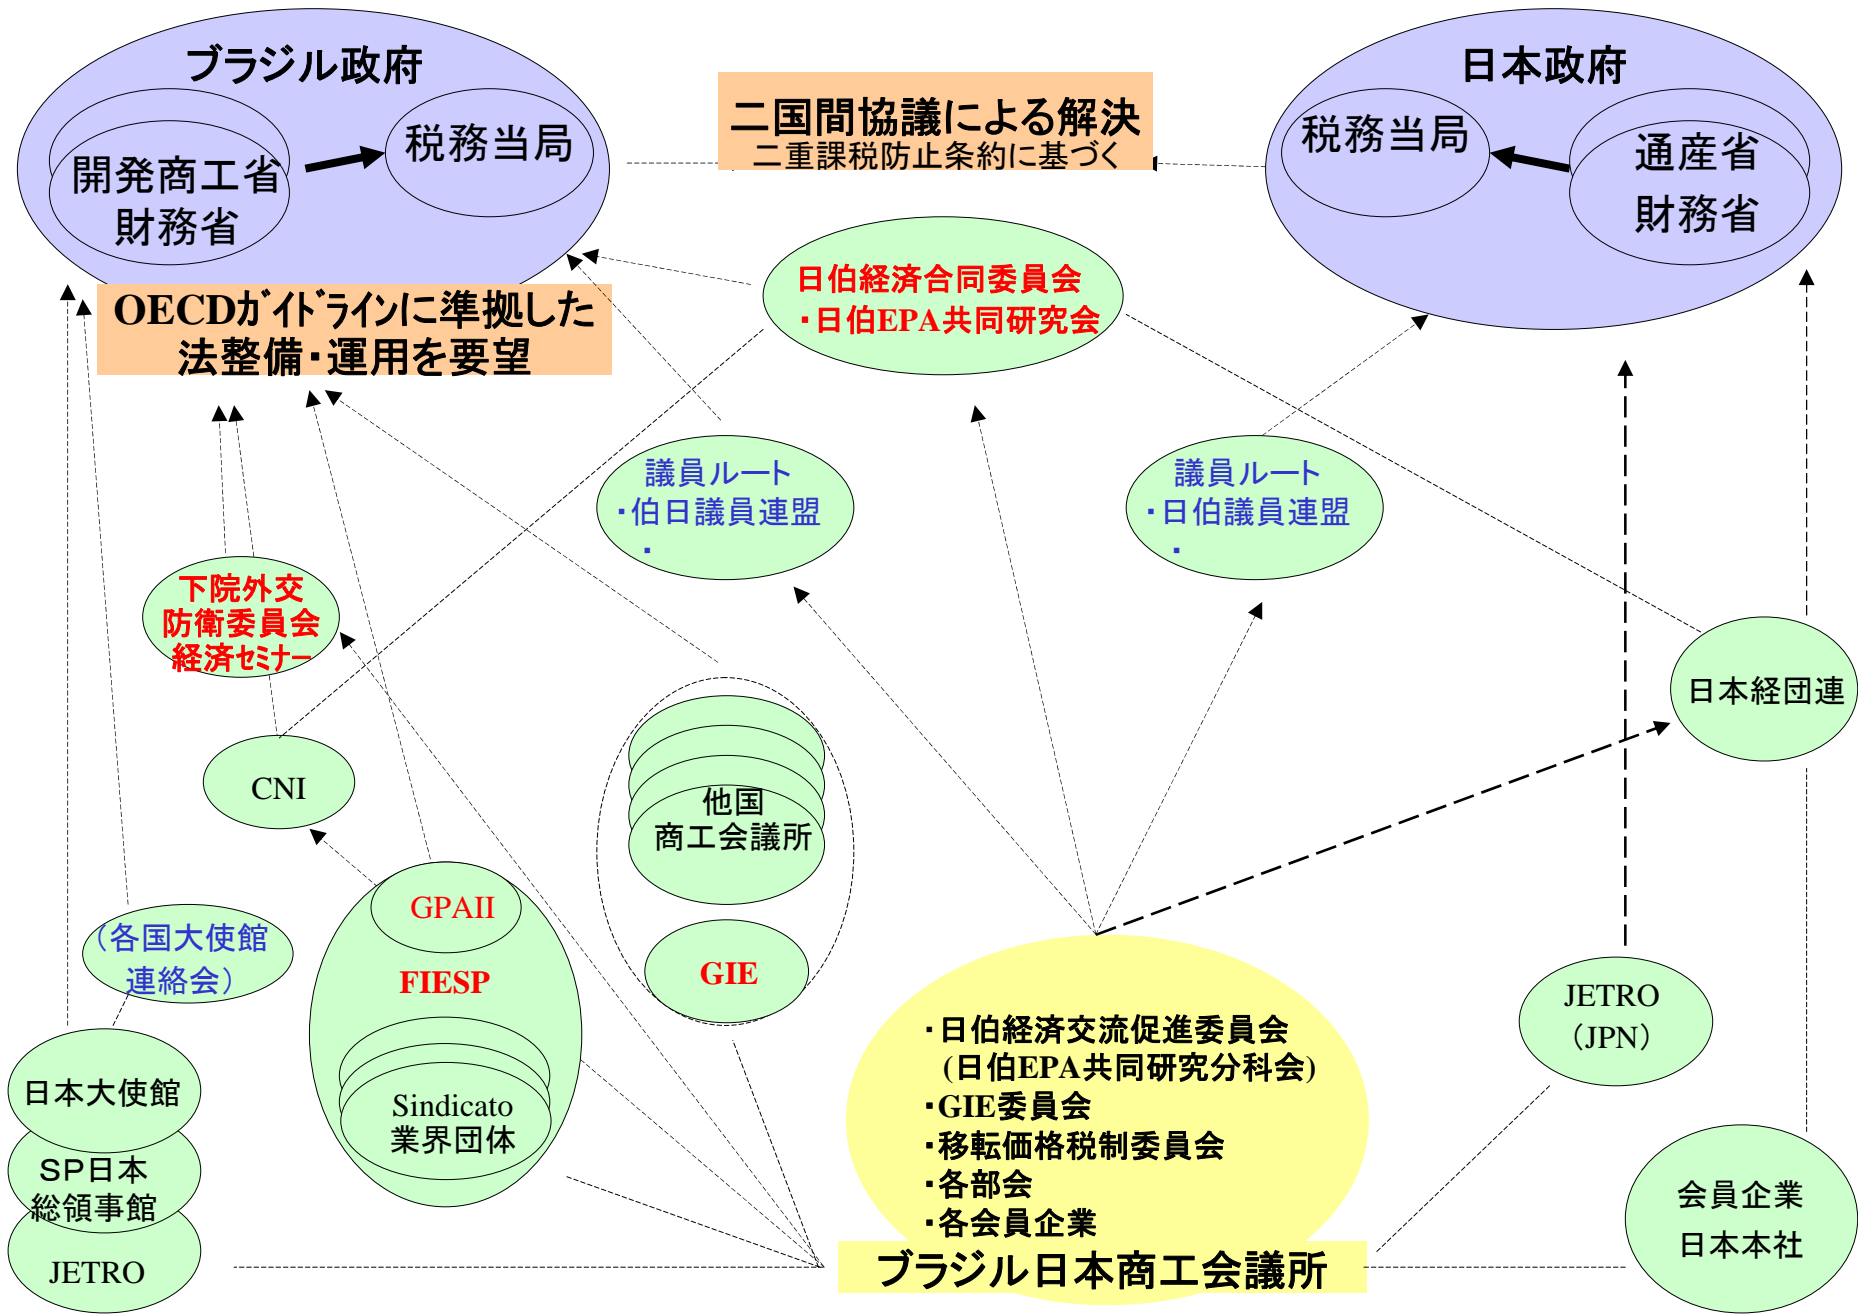 ブラジル政府
開発商工省
財務省
税務当局
二国間協議による解決
二重課税防止条約に基づく
日本政府
税務当局
通産省
財務省
OECDｶﾞｲﾄﾞﾗｲﾝに準拠した
法整備・運用を要望
日伯経済合同委員会
・日伯EPA共同研究会
議員ルート
・伯日議員連盟
・
議員ルート
・日伯議員連盟
・
下院外交
防衛委員会
経済ｾﾐﾅｰ
日本経団連
CNI
他国
商工会議所
GPAII
FIESP
GIE
（各国大使館
連絡会）
Sindicato
業界団体
日本大使館
SP日本
総領事館
JETRO
・日伯経済交流促進委員会
(日伯EPA共同研究分科会)
・GIE委員会
・移転価格税制委員会
・各部会
・各会員企業
ブラジル日本商工会議所
JETRO
（JPN）
会員企業
日本本社